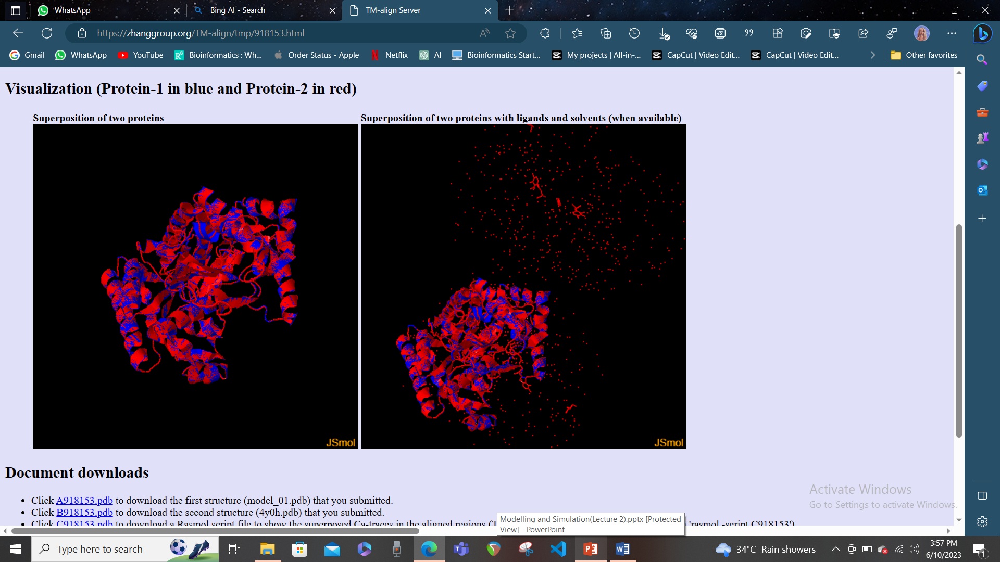 WhatsApp
Bing AI - Search
TM-align Server
https://zhanggroup.org/TM-align/tmp/918153.html
Gmail
WhatsApp
YouTube
Bioinformatics : Wh...
Order Status - Apple
Netflix
AI
Bioinformatics Start...
My projects | All-in-...
CapCut | Video Edit...
CapCut | Video Edit...
Other favorites
Visualization (Protein-1 in blue and Protein-2 in red)
Superposition of two proteins
Superposition of two proteins with ligands and solvents (when available)
JSmol
JSmol
Document downloads
• Click A918153.pdb to download the first structure (model_01.pdb) that you submitted.
• Click B918153.pdb to download the second structure (4y0h.pdb) that you submitted.
• Click C918153.pdb to download a Rasmol script file to show the superposed Ca-traces in the aligned regions (T 'rasmol -script C918153')
Modelling and Simulation(Lecture 2).pptx [Protected
View] - PowerPoint
Activate Windows
Go to Settings to activate Windows.
Type here to search
34°C Rain showers
3:57 PM
6/10/2023
1